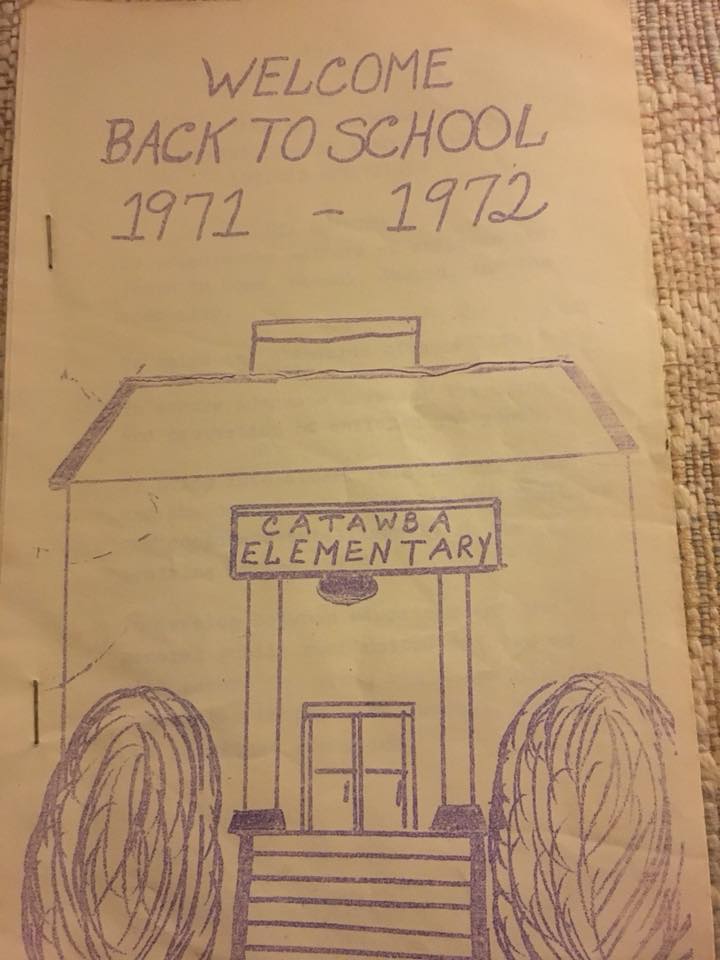 WELCOME
BACK TO SCHOOL
1971 - 1972
CATAWBA
ELEMENTARY